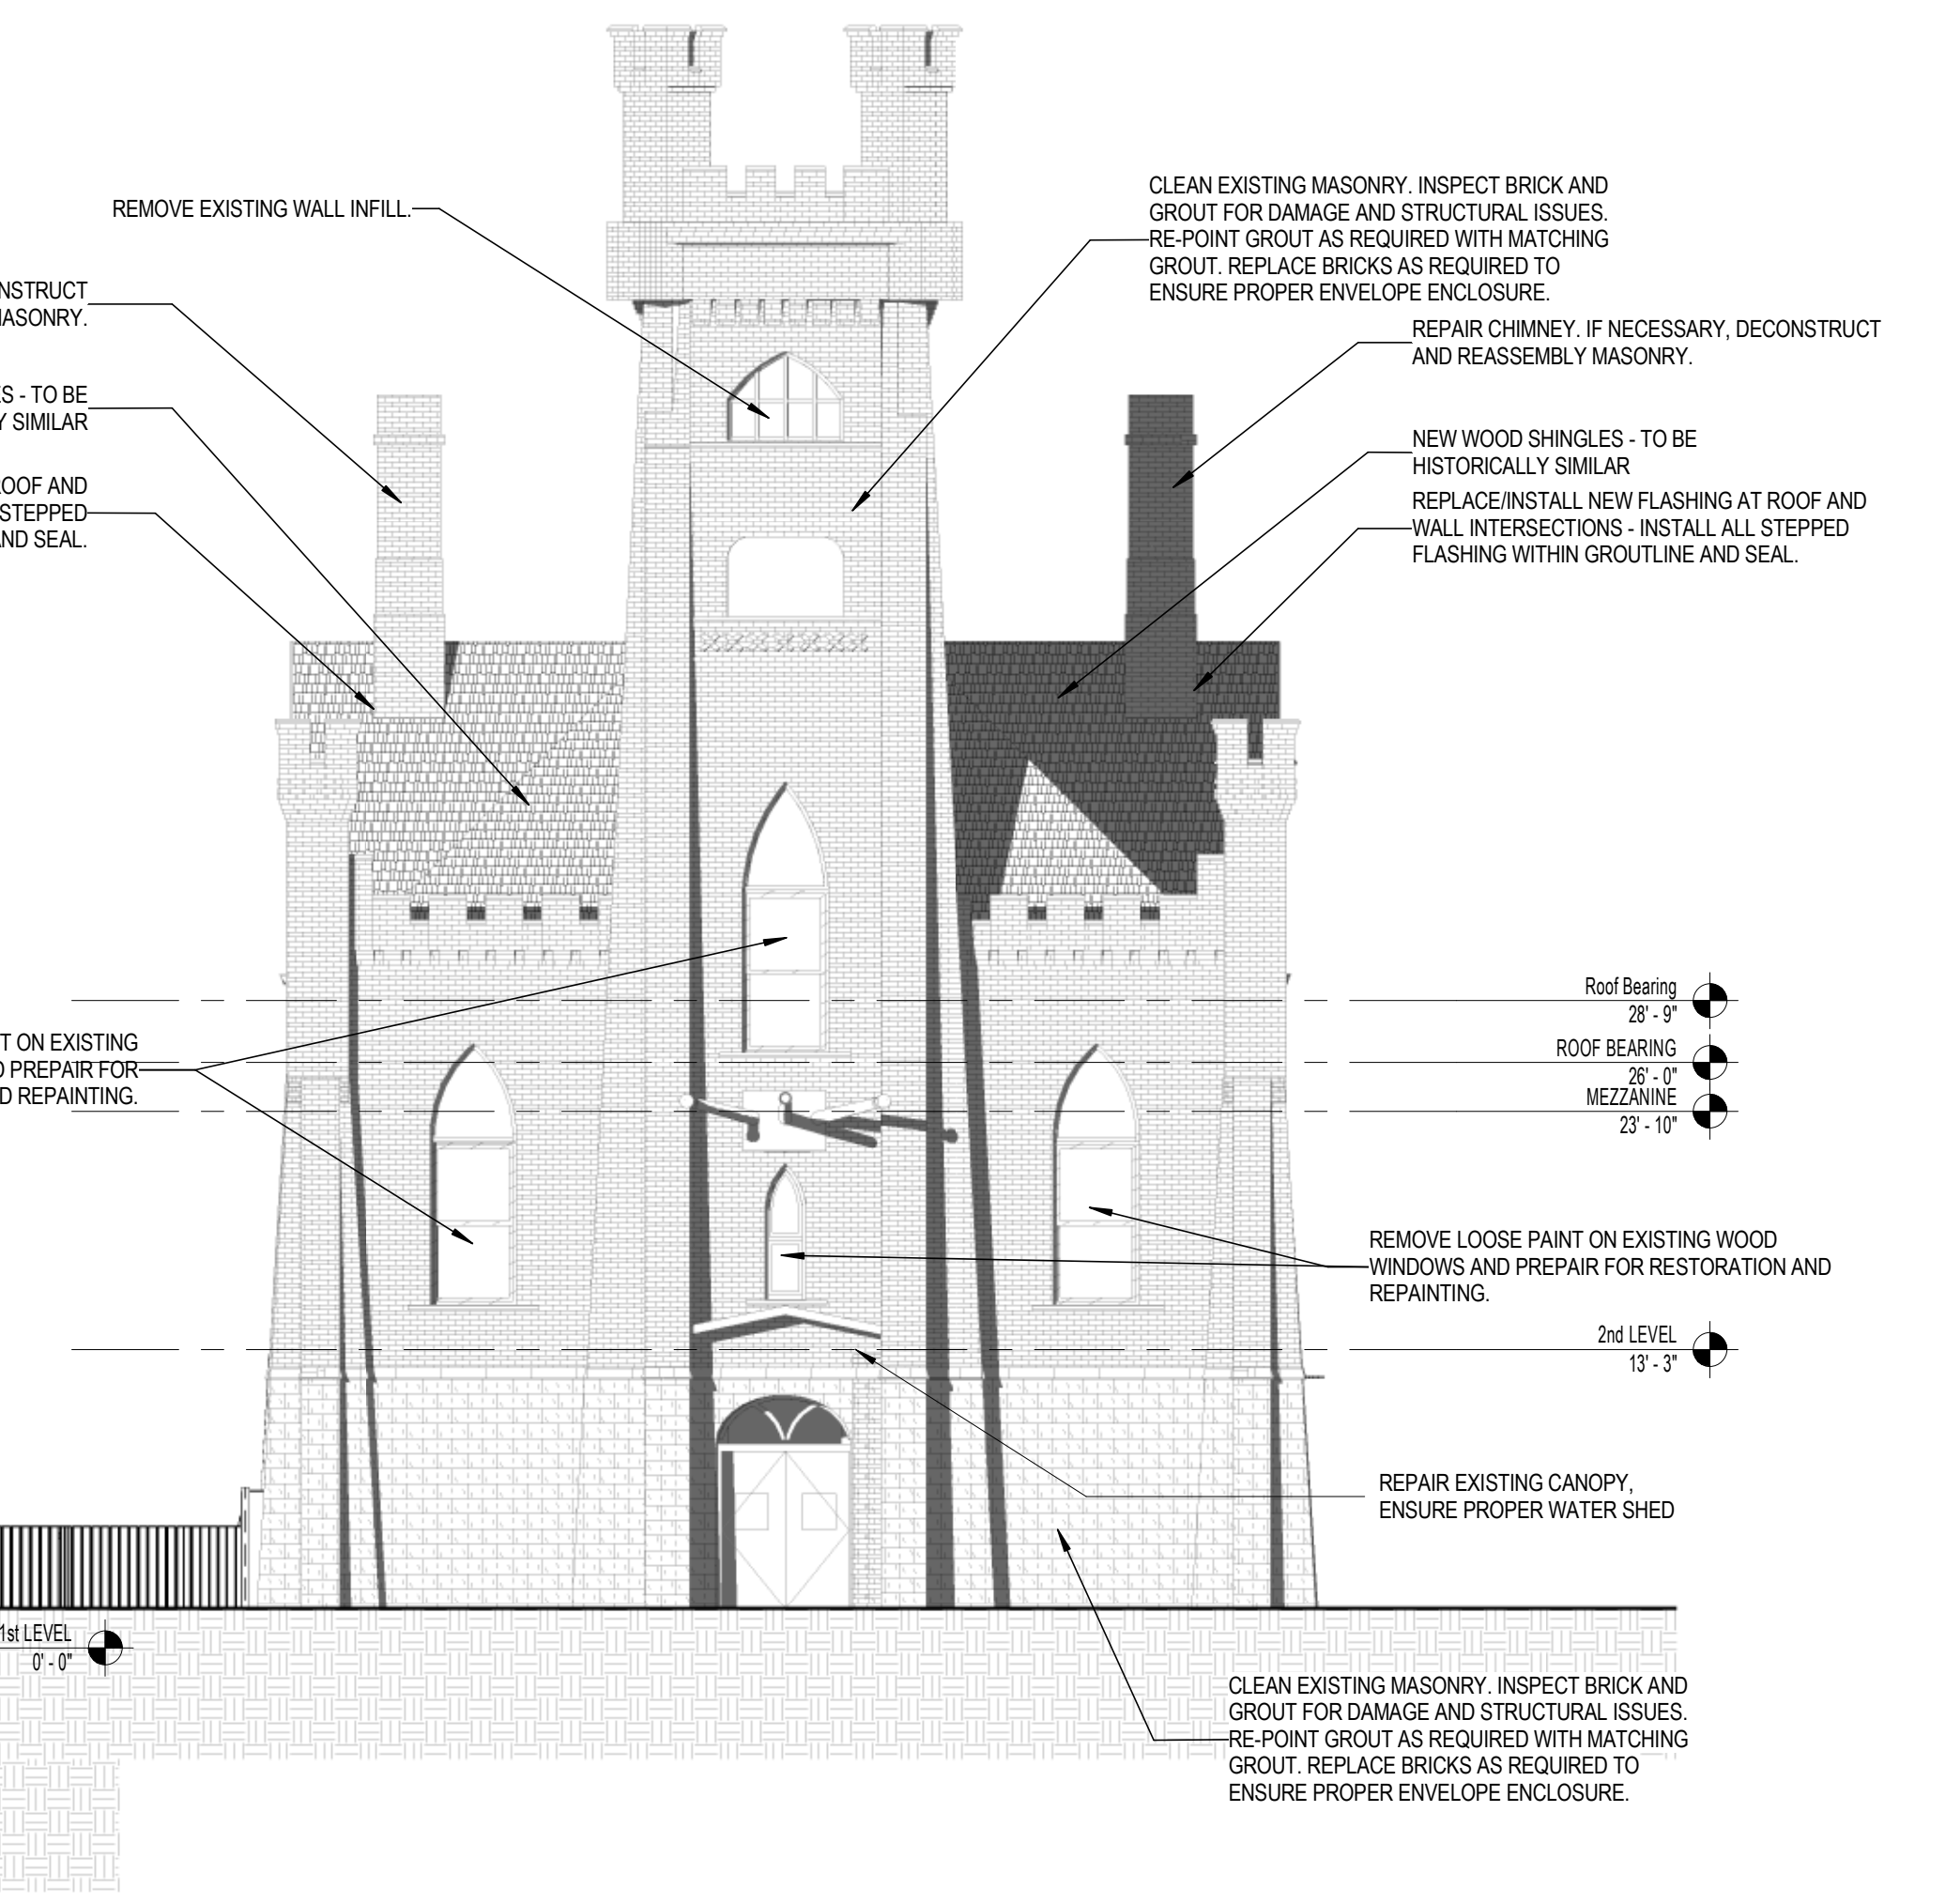 REMOVE EXISTING WALL INFILL.
CLEAN EXISTING MASONRY. INSPECT BRICK AND
GROUT FOR DAMAGE AND STRUCTURAL ISSUES.
RE-POINT GROUT AS REQUIRED WITH MATCHING
GROUT. REPLACE BRICKS AS REQUIRED TO
ENSURE PROPER ENVELOPE ENCLOSURE.
NSTRUCT
MASONRY.
REPAIR CHIMNEY. IF NECESSARY, DECONSTRUCT
AND REASSEMBLY MASONRY.
ES - TO BE
Y SIMILAR
NEW WOOD SHINGLES - TO BE
HISTORICALLY SIMILAR
ROOF AND
STEPPED
AND SEAL.
REPLACE/INSTALL NEW FLASHING AT ROOF AND
WALL INTERSECTIONS - INSTALL ALL STEPPED
FLASHING WITHIN GROUTLINE AND SEAL.
Roof Bearing
28' - 9"
T ON EXISTING
D PREPAIR FOR
D REPAINTING.
ROOF BEARING
26' - 0"
MEZZANINE
23' - 10"
REMOVE LOOSE PAINT ON EXISTING WOOD
WINDOWS AND PREPAIR FOR RESTORATION AND
REPAINTING.
2nd LEVEL
13' - 3"
REPAIR EXISTING CANOPY,
ENSURE PROPER WATER SHED
1st LEVEL
0' - 0"
CLEAN EXISTING MASONRY. INSPECT BRICK AND
GROUT FOR DAMAGE AND STRUCTURAL ISSUES.
RE-POINT GROUT AS REQUIRED WITH MATCHING
GROUT. REPLACE BRICKS AS REQUIRED TO
ENSURE PROPER ENVELOPE ENCLOSURE.